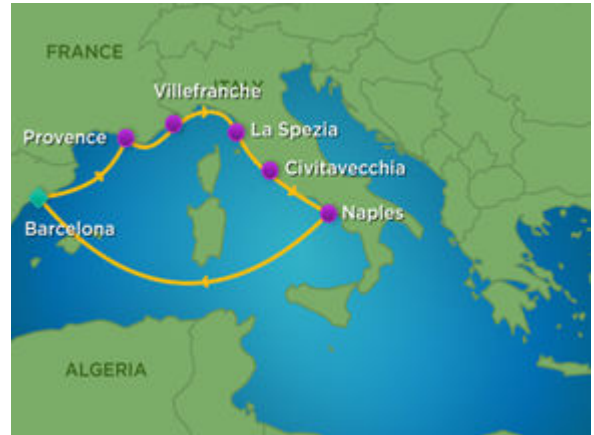 FRANCE
ITALY
Villefranche
Provence
La Spezia
Civitavecchia
Naples
Barcelona
ALGERIA